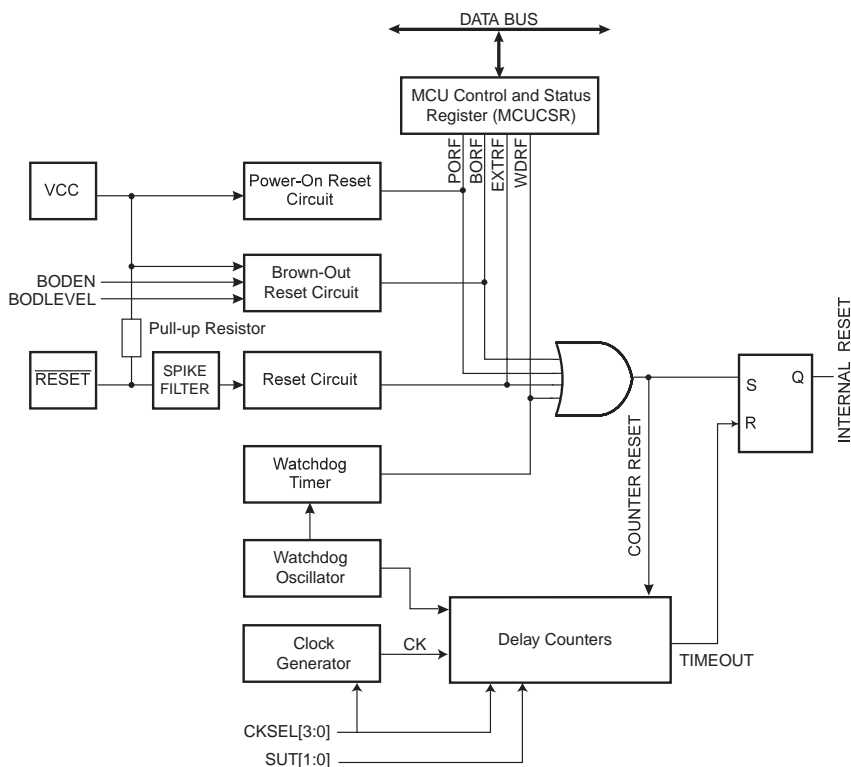 DATA BUS
MCU Control and Status
Register (MCUCSR)
PORF
BORF
EXTRF
WDRF
VCC
Power-On Reset
Circuit
BODEN
BODLEVEL
Brown-Out
Reset Circuit
Pull-up Resistor
RESET
SPIKE
FILTER
Reset Circuit
S
Q
R
INTERNAL RESET
Watchdog
Timer
COUNTER RESET
Watchdog
Oscillator
Clock
Generator
CK
Delay Counters
TIMEOUT
CKSEL[3:0]
SUT[1:0]